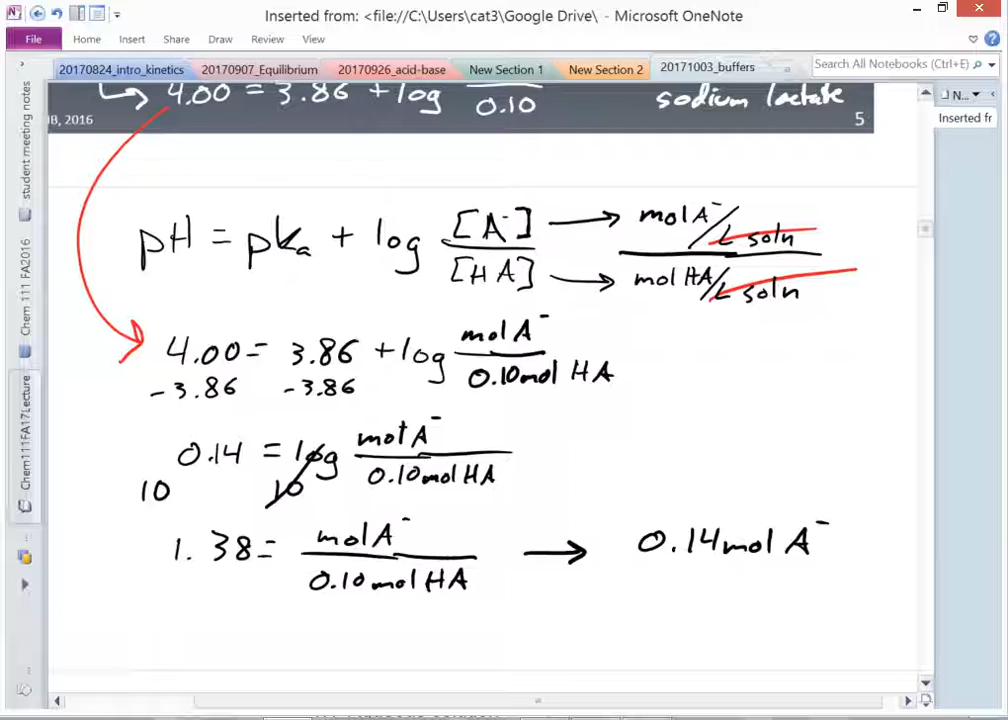 Inserted from: <file://C:\Users\cat3\Google Drive\ - Microsoft OneNote
File Home Insert Share Draw Review View
20170824_intro_kinetics 20170907_Equilibrium 20170926_acid-base New Section 1 New Section 2 20171003_buffers Search All Notebooks (Ctrl+E)
N...
Inserted fr
student meeting notes
Chem 111 FA2016
Chem111FA17Lecture
4.00 = 3.86 + log /0.10 sodium lactate
, 2016 5
pH = pKa + log [A⁻]/[HA] → mol A⁻/L soln
→ mol HA/L soln
4.00 = 3.86 + log mol A⁻/0.10 mol HA
-3.86 -3.86
0.14 = log mol A⁻/0.10 mol HA
10 10
1.38 = mol A⁻/0.10 mol HA → 0.14 mol A⁻